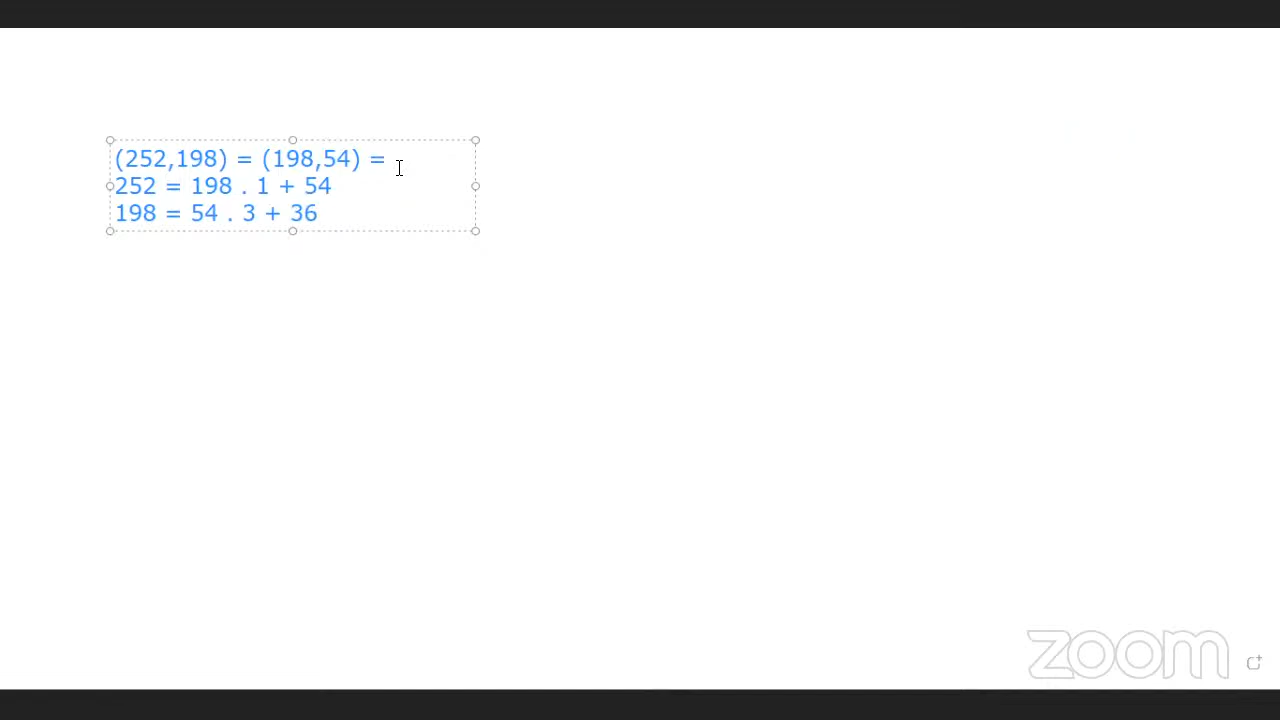 (252,198) = (198,54) =
252 = 198 . 1 + 54
198 = 54 . 3 + 36
zoom